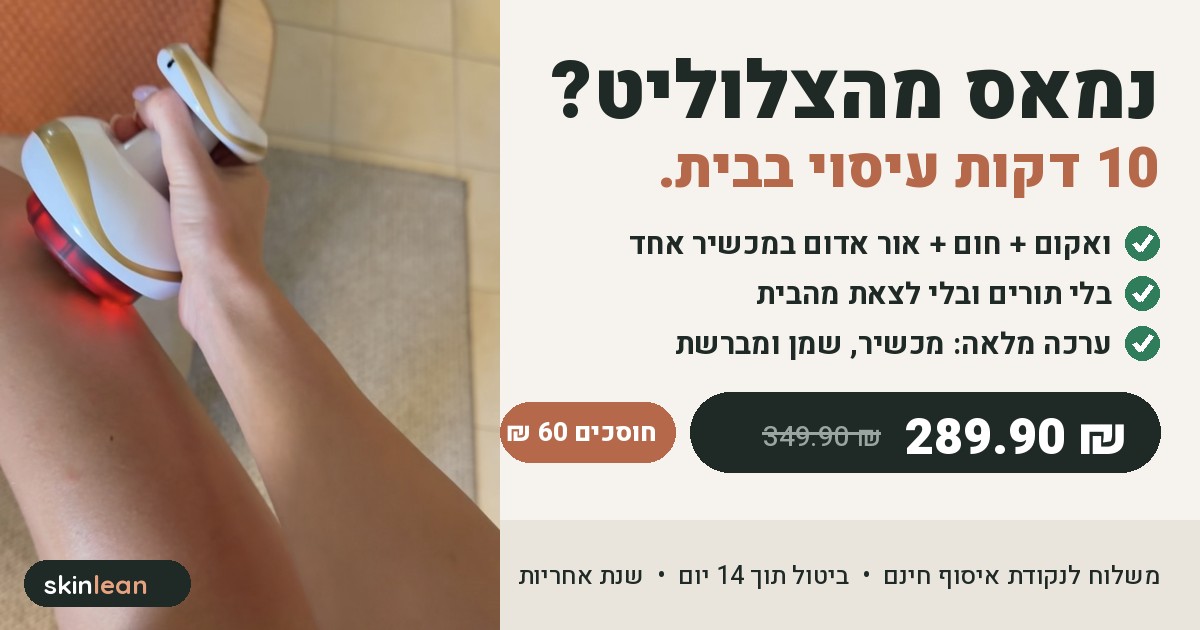 נמאס מהצלוליט?
10 דקות עיסוי בבית.
ואקום + חום + אור אדום במכשיר אחד
בלי תורים ובלי לצאת מהבית
ערכה מלאה: מכשיר, שמן ומברשת
₪ 289.90 ₪ 349.90 חוסכים 60 ₪
משלוח לנקודת איסוף חינם • ביטול תוך 14 יום • שנת אחריות
skinlean